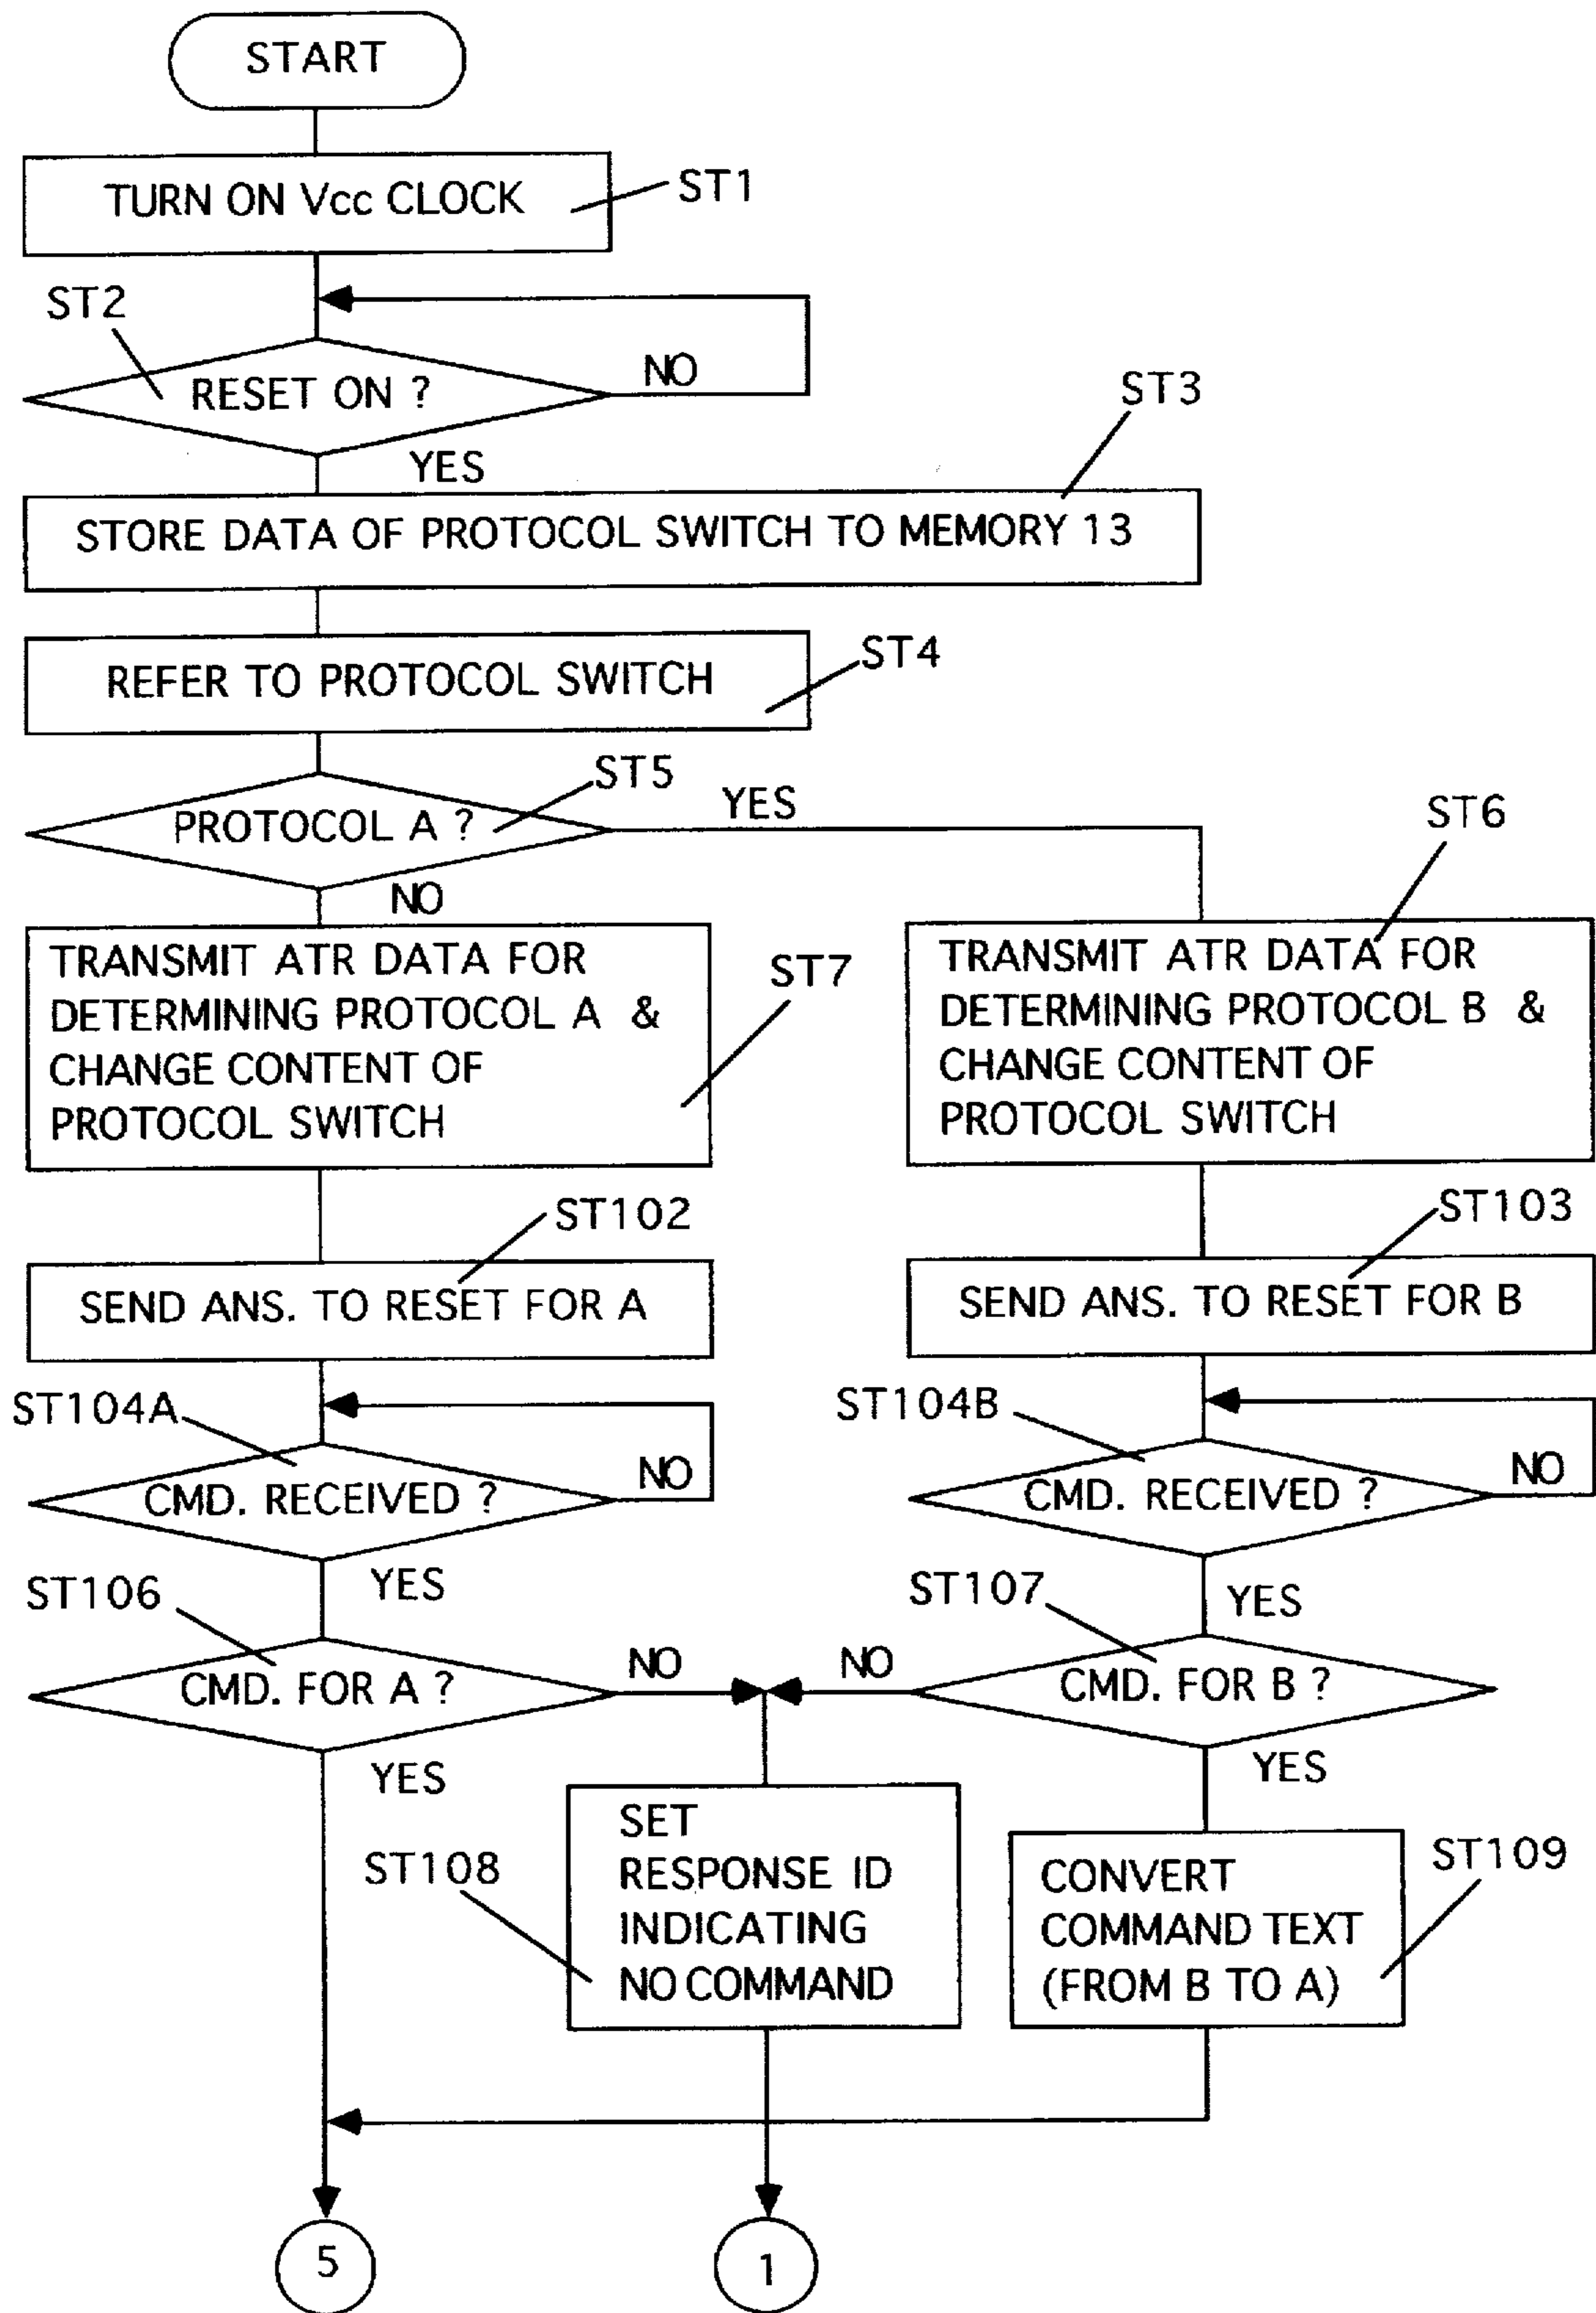 START
TURN ON Vcc CLOCK
ST1
ST2
RESET ON ?
NO
YES
ST3
STORE DATA OF PROTOCOL SWITCH TO MEMORY 13
REFER TO PROTOCOL SWITCH
ST4
PROTOCOL A ?
ST5
YES
NO
ST6
TRANSMIT ATR DATA FOR
DETERMINING PROTOCOL A &
CHANGE CONTENT OF
PROTOCOL SWITCH
ST7
TRANSMIT ATR DATA FOR
DETERMINING PROTOCOL B &
CHANGE CONTENT OF
PROTOCOL SWITCH
ST102
SEND ANS. TO RESET FOR A
ST103
SEND ANS. TO RESET FOR B
ST104A
CMD. RECEIVED ?
NO
YES
ST104B
CMD. RECEIVED ?
NO
YES
ST106
CMD. FOR A ?
NO
YES
ST107
NO
CMD. FOR B ?
YES
ST108
SET
RESPONSE ID
INDICATING
NO COMMAND
CONVERT
COMMAND TEXT
(FROM B TO A)
ST109
5
1